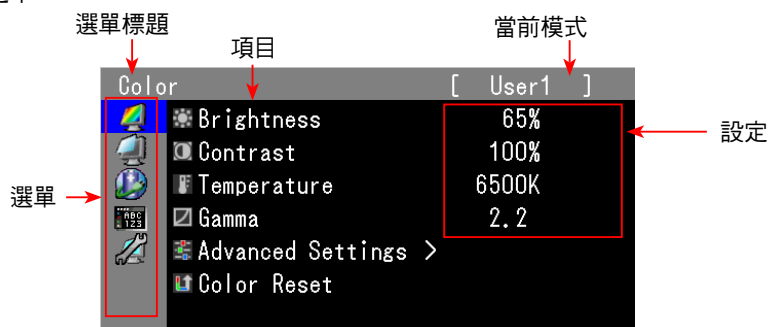 選單標題
項目
當前模式
Color [ User1 ]
Brightness 65%
Contrast 100%
設定
Temperature 6500K
選單
ABC
123
Gamma 2.2
Advanced Settings >
Color Reset